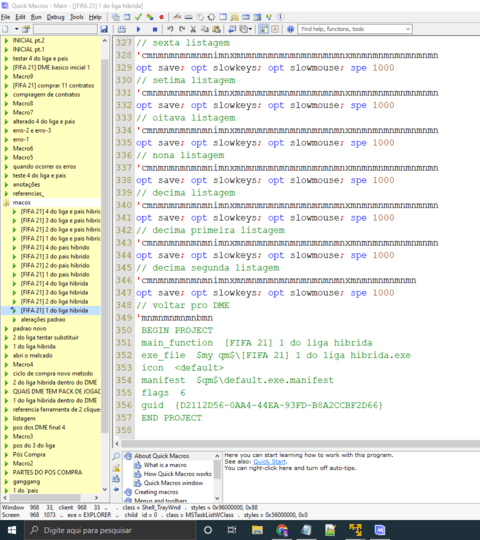 Quick Macros - Main - [[FIFA 21] 1 do liga hibrida]
File Edit Run Debug Tools Help
Find help, functions, tools
INICIAL pt.2
INICIAL pt.1
testar 4 do liga e pais
[FIFA 21] DME basico inicial 1
Macro9
[FIFA 21] comprar 11 contratos
compragem de contratos
Macro8
Macro7
alterado 4 do liga e pais
erro-2 e erro-3
erro-1
Macro6
Macro5
quando ocorrer os erros
teste 4 do liga e pais
anotações
referencias_
macos
[FIFA 21] 4 do liga e pais hibric
[FIFA 21] 3 do liga e pais hibric
[FIFA 21] 2 do liga e pais hibric
[FIFA 21] 1 do liga e pais hibric
[FIFA 21] 4 do pais hibrido
[FIFA 21] 3 do pais hibrido
[FIFA 21] 2 do pais hibrido
[FIFA 21] 1 do pais hibrido
[FIFA 21] 4 do liga hibrida
[FIFA 21] 3 do liga hibrida
[FIFA 21] 2 do liga hibrida
[FIFA 21] 1 do liga hibrida
alerações padrao
padrao novo
2 do liga tentar substituir
1 do liga hibrida
abri o melcado
Macro4
ciclo de compra novo metodo
2 do liga hibrida dentro do DME
QUAIS DME TEM PACK DE JOGAD
1 do liga hibrida dentro do DME
referencia ferramenta de 2 clique
listagem
pos dos DME final 4
Macro3
pos do 3 do liga
Pós Compra
Macro2
PARTES DO POS COMPRA
ganggang
1 do ´pais
327 // sexta listagem
328
329 opt save; opt slowkeys; opt slowmouse; spe 1000
330 // setima listagem
331
332 opt save; opt slowkeys; opt slowmouse; spe 1000
333 // oitava listagem
334
335 opt save; opt slowkeys; opt slowmouse; spe 1000
336 // nona listagem
337
338 opt save; opt slowkeys; opt slowmouse; spe 1000
339 // decima listagem
340
341 opt save; opt slowkeys; opt slowmouse; spe 1000
342 // decima primeira listagem
343
344 opt save; opt slowkeys; opt slowmouse; spe 1000
345 // decima segunda listagem
346
347 opt save; opt slowkeys; opt slowmouse; spe 1000
348 // voltar pro DME
349 'mnmnmnmnmnbmn
350 BEGIN PROJECT
351 main_function [FIFA 21] 1 do liga hibrida
352 exe_file $my qm$\[FIFA 21] 1 do liga hibrida.exe
353 icon <default>
354 manifest $qm$\default.exe.manifest
355 flags 6
356 guid {D2112D56-0AA4-44EA-93FD-B8A2CCBF2D66}
357 END PROJECT
358
About Quick Macros
What is a macro
How Quick Macros works
Quick Macros window
Creating macros
Menus and toolbars
Here you can start learning how to work with this program.
See also: Quick Start.
You can right-click here and turn off auto-tips.
Window 968 33, client 968 33 .. . class = Shell_TrayWnd . styles = 0x96000000, 0x88
Screen 968 1073 .. exe = EXPLORER .. child id = 0 . class = MSTaskListWClass . styles = 0x56000000, 0x0
Digite aqui para pesquisar